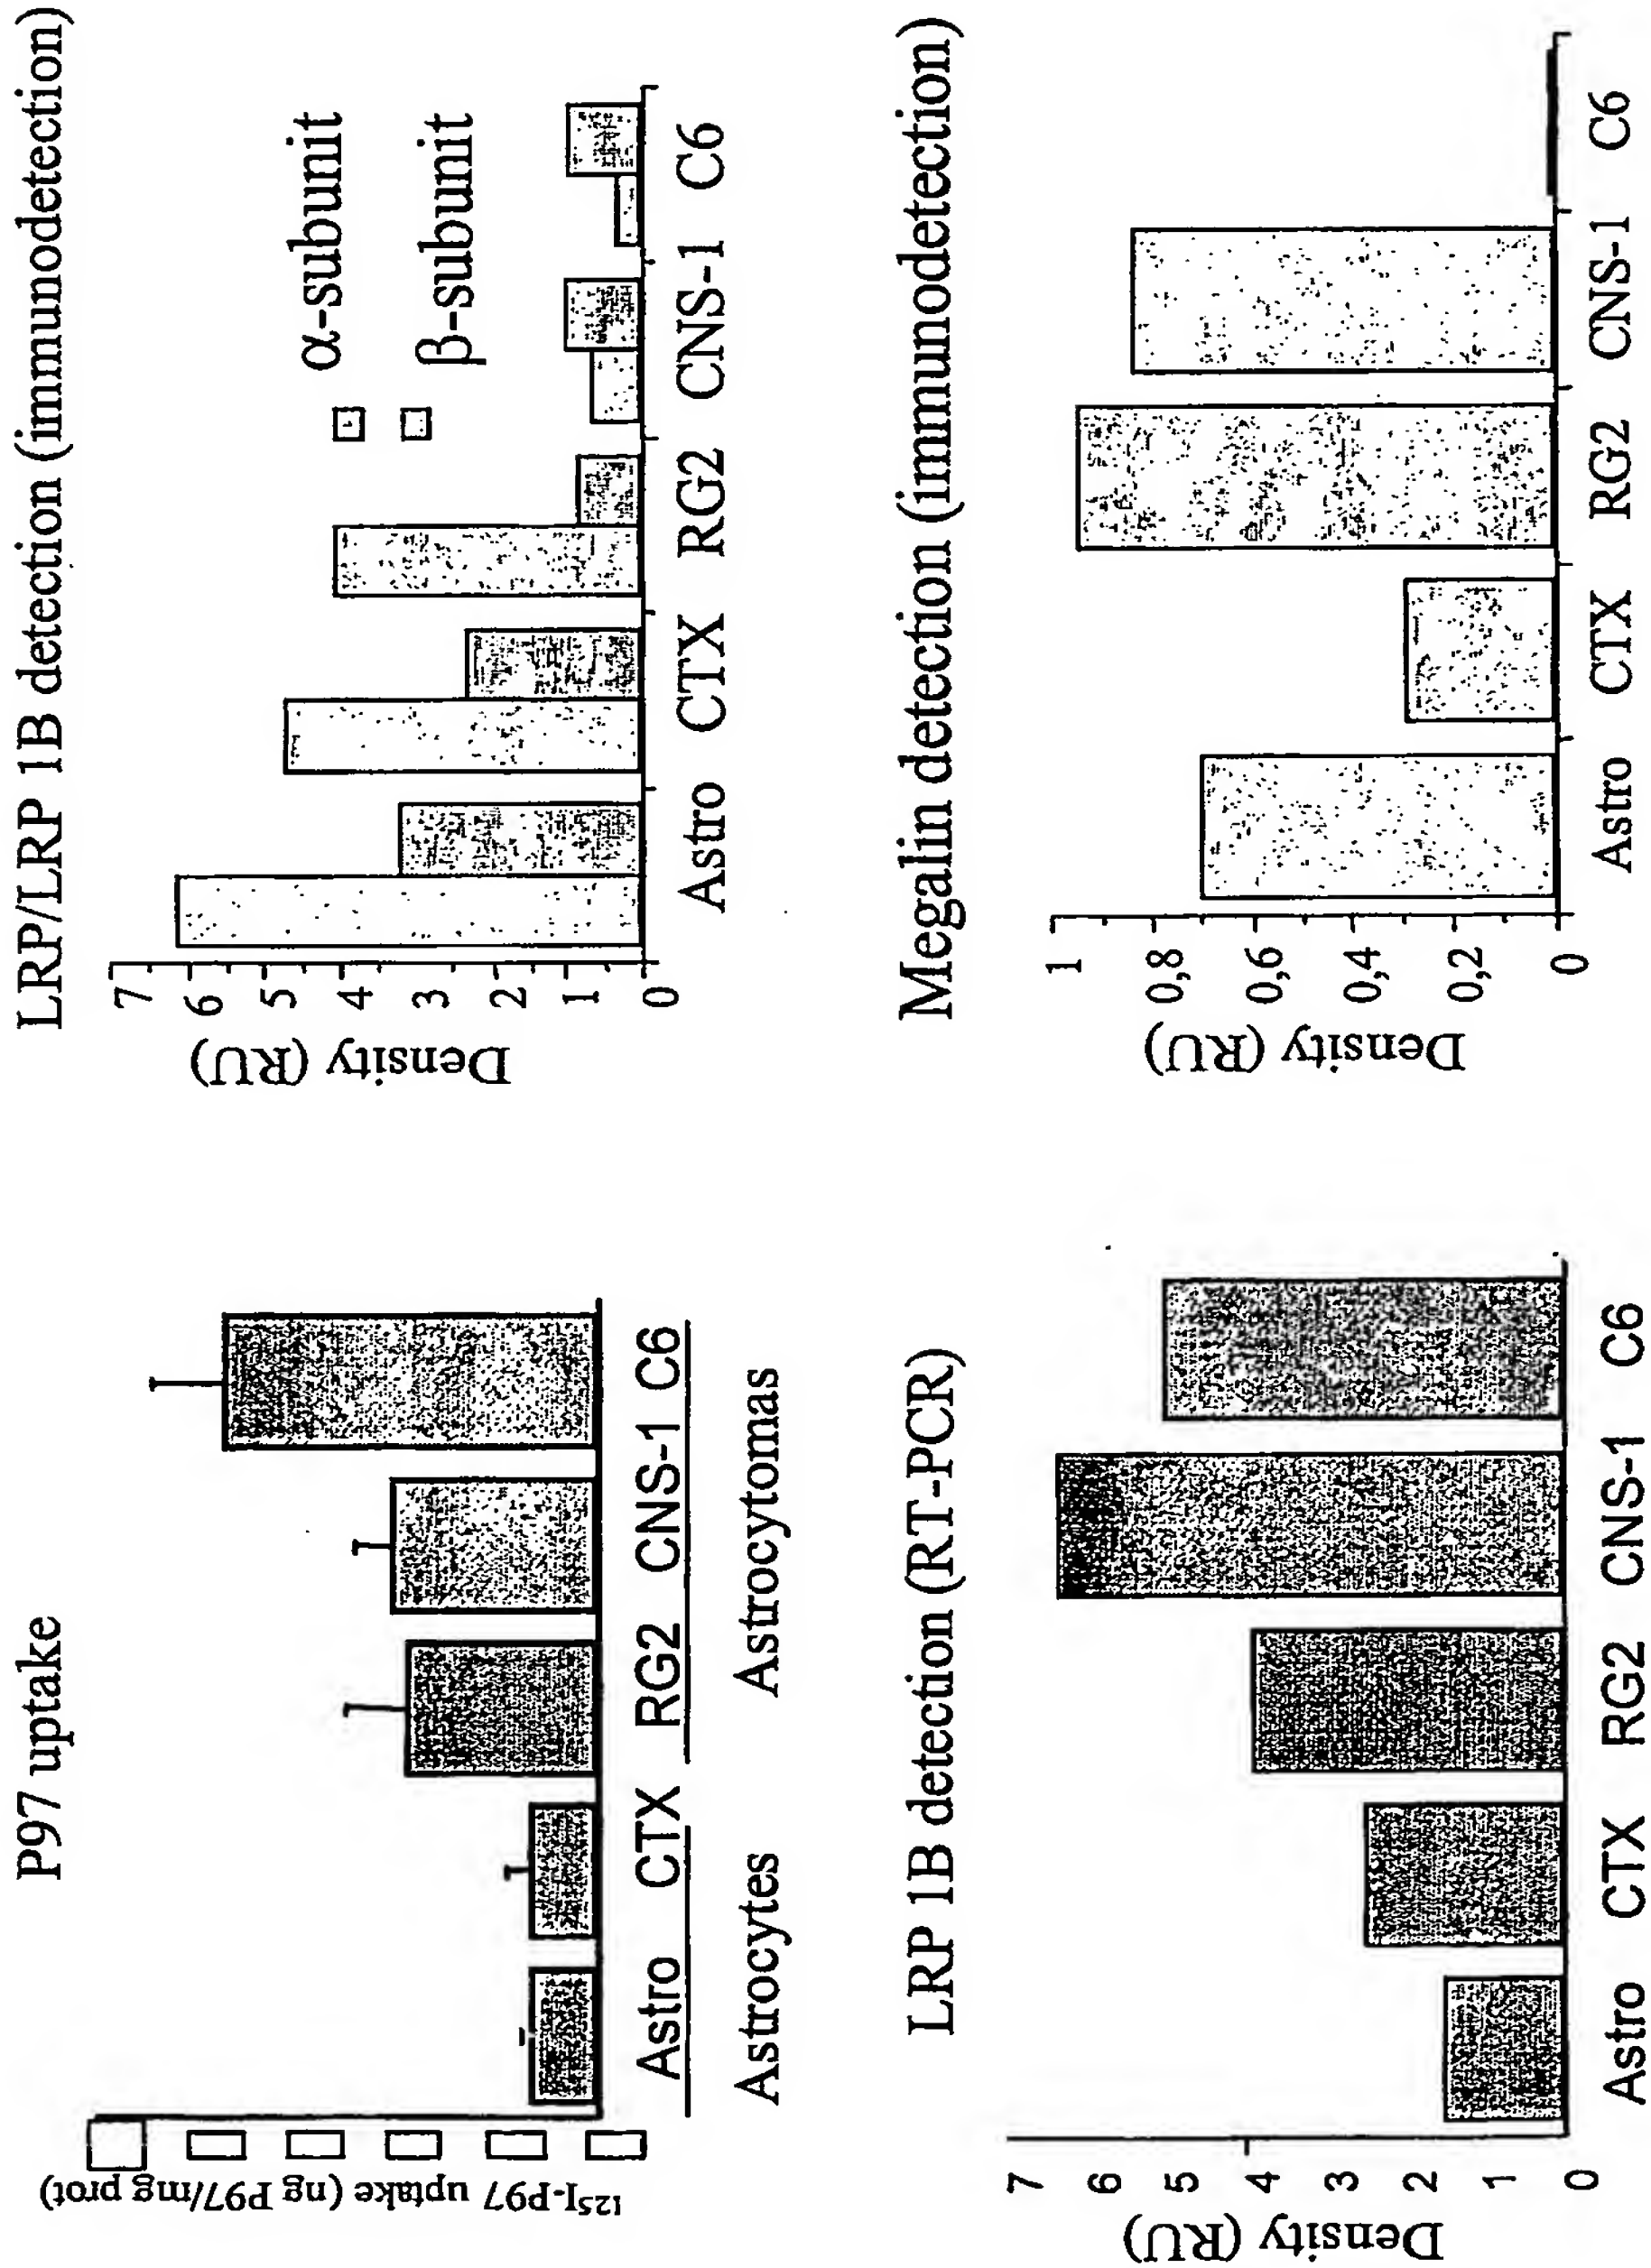 P97 uptake
¹²⁵I-P97 uptake (ng P97/mg prot)
Astro CTX RG2 CNS-1 C6
Astrocytes Astrocytomas
LRP/LRP 1B detection (immunodetection)
Density (RU)
7
6
5
4
3
2
1
0
α-subunit
β-subunit
Astro CTX RG2 CNS-1 C6
LRP 1B detection (RT-PCR)
Density (RU)
7
6
5
4
3
2
1
0
Astro CTX RG2 CNS-1 C6
Megalin detection (immunodetection)
Density (RU)
1
0,8
0,6
0,4
0,2
0
Astro CTX RG2 CNS-1 C6